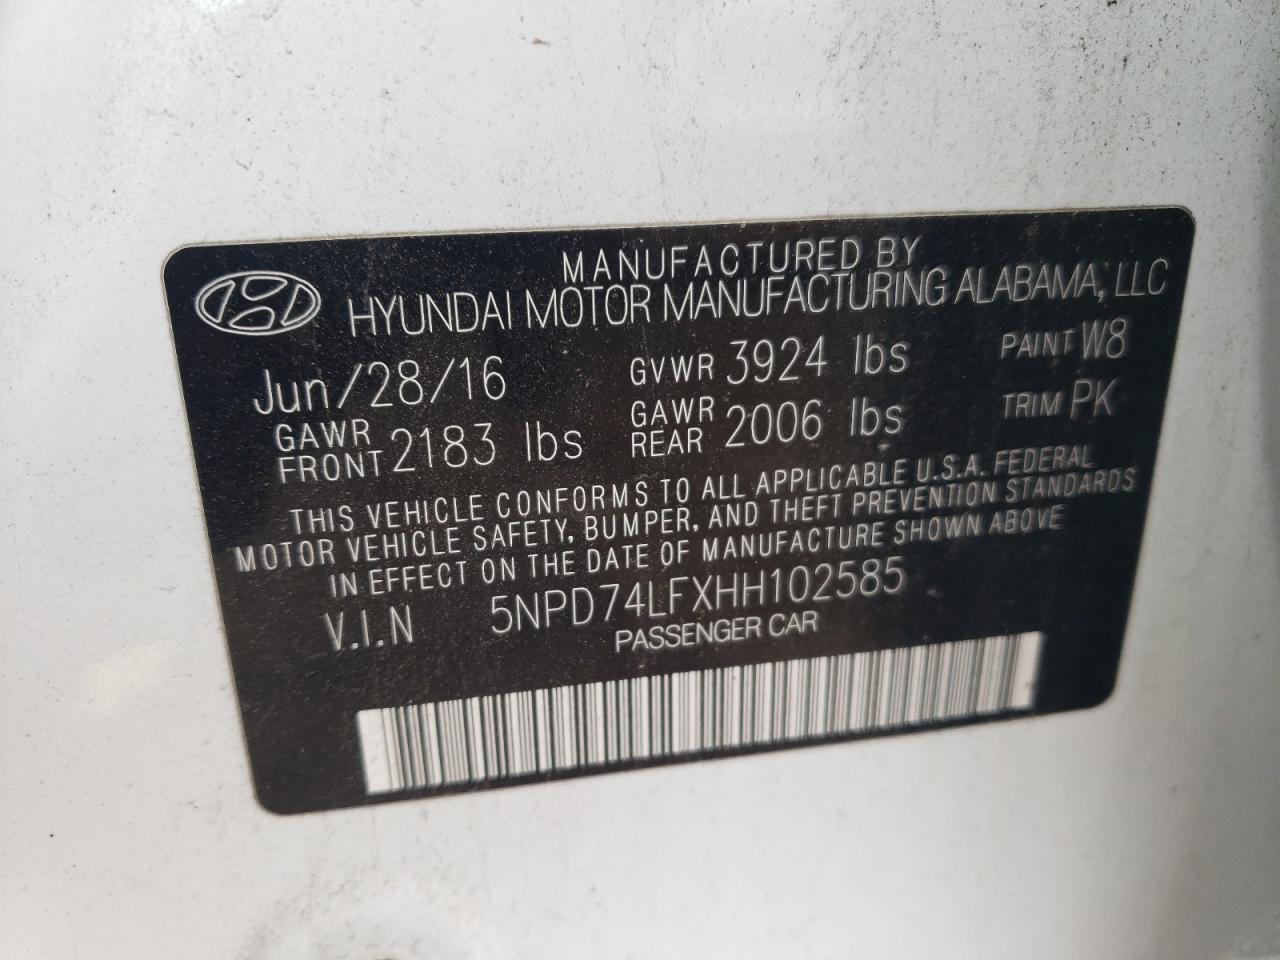 MANUFACTURED BY
HYUNDAI MOTOR MANUFACTURING ALABAMA, LLC
Jun/28/16 GVWR 3924 lbs PAINT W8
GAWR FRONT 2183 lbs GAWR REAR 2006 lbs TRIM PK
THIS VEHICLE CONFORMS TO ALL APPLICABLE U.S.A. FEDERAL
MOTOR VEHICLE SAFETY, BUMPER, AND THEFT PREVENTION STANDARDS
IN EFFECT ON THE DATE OF MANUFACTURE SHOWN ABOVE
V.I.N 5NPD74LFXHH102585
PASSENGER CAR